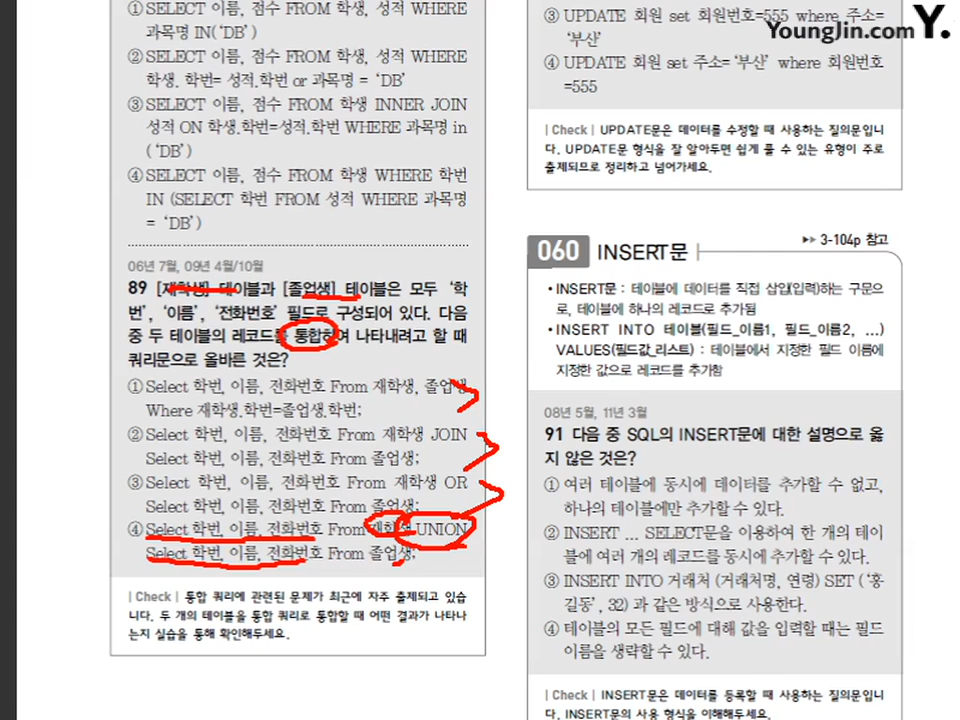 ① SELECT 이름, 점수 FROM 학생, 성적 WHERE
과목명 IN(‘DB’)
② SELECT 이름, 점수 FROM 학생, 성적 WHERE
학생. 학번= 성적.학번 or 과목명 = ‘DB’
③ SELECT 이름, 점수 FROM 학생 INNER JOIN
성적 ON 학생.학번=성적.학번 WHERE 과목명 in
(‘DB’)
④ SELECT 이름, 점수 FROM 학생 WHERE 학번
IN (SELECT 학번 FROM 성적 WHERE 과목명
= ‘DB’)
06년 7월, 09년 4월/10월
89 [재학생] 테이블과 [졸업생] 테이블은 모두 ‘학
번’, ‘이름’, ‘전화번호’ 필드로 구성되어 있다. 다음
중 두 테이블의 레코드를 통합하여 나타내려고 할 때
쿼리문으로 올바른 것은?
① Select 학번, 이름, 전화번호 From 재학생, 졸업생
Where 재학생.학번=졸업생.학번;
② Select 학번, 이름, 전화번호 From 재학생 JOIN
Select 학번, 이름, 전화번호 From 졸업생;
③ Select 학번, 이름, 전화번호 From 재학생 OR
Select 학번, 이름, 전화번호 From 졸업생;
④ Select 학번, 이름, 전화번호 From 재학생 UNION
Select 학번, 이름, 전화번호 From 졸업생;
| Check | 통합 쿼리에 관련된 문제가 최근에 자주 출제되고 있습
니다. 두 개의 테이블을 통합 쿼리로 통합할 때 어떤 결과가 나타나
는지 실습을 통해 확인해두세요.
③ UPDATE 회원 set 회원번호=555 where 주소=
‘부산’
YoungJin.com Y.
④ UPDATE 회원 set 주소=‘부산’ where 회원번호
=555
| Check | UPDATE문은 데이터를 수정할 때 사용하는 질의문입니
다. UPDATE문 형식을 잘 알아두면 쉽게 풀 수 있는 유형이 주로
출제되므로 정리하고 넘어가세요.
▶▶ 3-104p 참고
060 INSERT문
• INSERT문 : 테이블에 데이터를 직접 삽입(입력)하는 구문으
로, 테이블에 하나의 레코드로 추가됨
• INSERT INTO 테이블(필드_이름1, 필드_이름2, ...)
VALUES(필드값_리스트) : 테이블에서 지정한 필드 이름에
지정한 값으로 레코드를 추가함
08년 5월, 11년 3월
91 다음 중 SQL의 INSERT문에 대한 설명으로 옳
지 않은 것은?
① 여러 테이블에 동시에 데이터를 추가할 수 없고,
하나의 테이블에만 추가할 수 있다.
② INSERT ... SELECT문을 이용하여 한 개의 테이
블에 여러 개의 레코드를 동시에 추가할 수 있다.
③ INSERT INTO 거래처 (거래처명, 연령) SET (‘홍
길동’, 32) 과 같은 방식으로 사용한다.
④ 테이블의 모든 필드에 대해 값을 입력할 때는 필드
이름을 생략할 수 있다.
| Check | INSERT문은 데이터를 등록할 때 사용하는 질의문입니
다. INSERT문의 사용 형식을 이해해두세요.